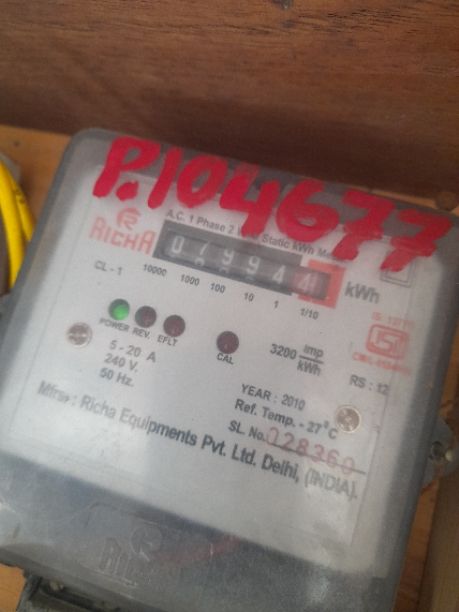 P.104677
A.C. 1 Phase 2 Static kWh
RICHA
079944 kWh
CL - 1 10000 1000 100 10 1 1/10
POWER REV. EFLT
CAL
3200 imp/kWh
5 - 20 A
240 V.
50 Hz.
RS : 12
YEAR : 2010
Ref. Temp. - 27°C
SL. No. 028360
Mfrs. : Richa Equipments Pvt. Ltd. Delhi, (INDIA).
RICHA